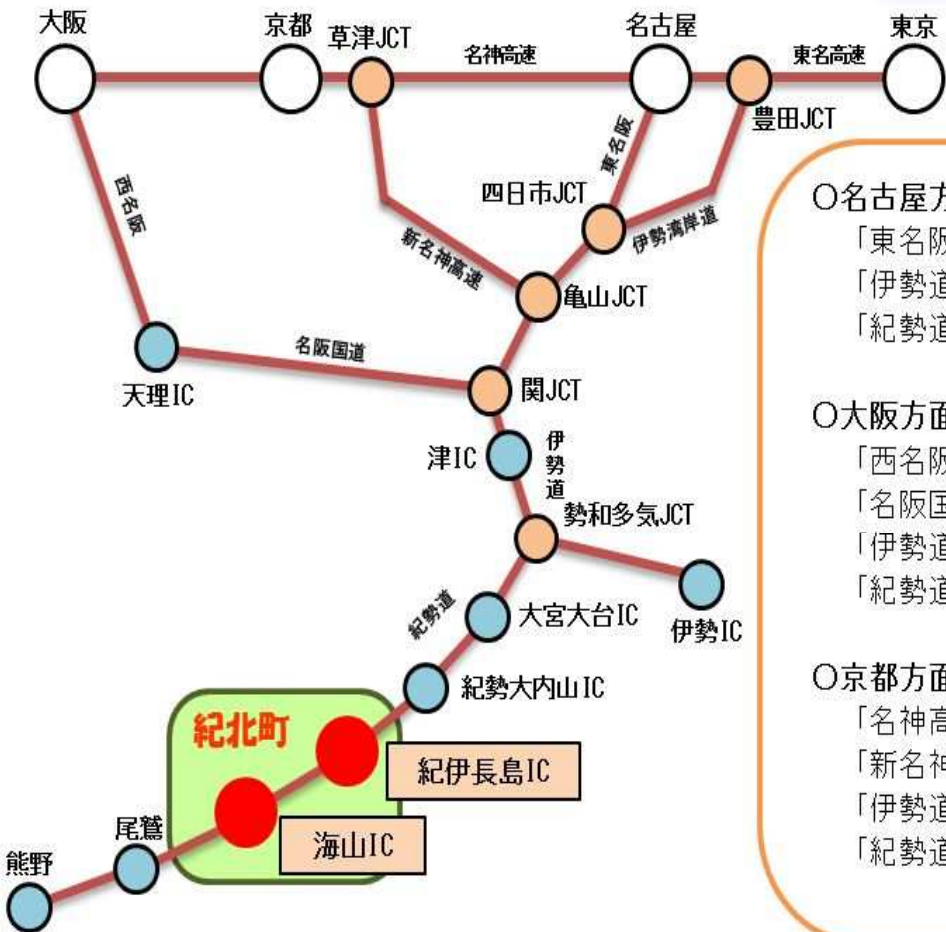 大阪
京都
草津JCT
名神高速
名古屋
東名高速
東京
豊田JCT
東名阪
四日市JCT
伊勢湾岸道
西名阪
新名神高速
亀山JCT
名阪国道
天理IC
関JCT
津IC
伊勢道
勢和多気JCT
紀勢道
大宮大台IC
伊勢IC
紀勢大内山IC
紀北町
紀伊長島IC
海山IC
尾鷲
熊野
〇名古屋方
「東名阪
「伊勢道
「紀勢道
〇大阪方面
「西名阪
「名阪国
「伊勢道
「紀勢道
〇京都方面
「名神高
「新名神
「伊勢道
「紀勢道